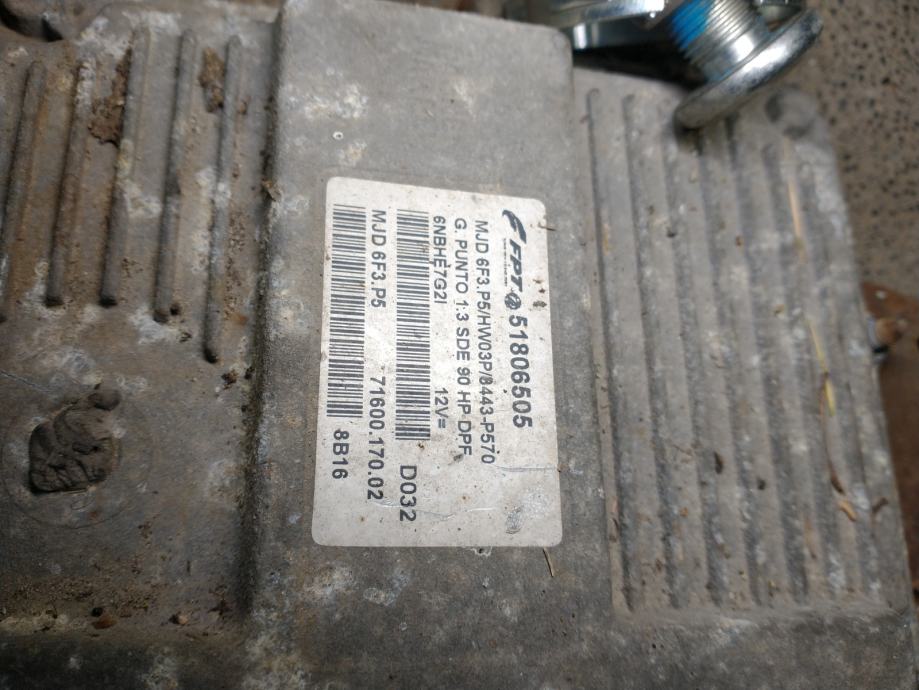 FPT 51806505
MJD 6F3.P5/HW03P/8443-P570
G. PUNTO 1.3 SDE 90 HP DPF
6NBHE7G2I 12V=
D032
MJD 6F3.P5 71600.170.02
8B16